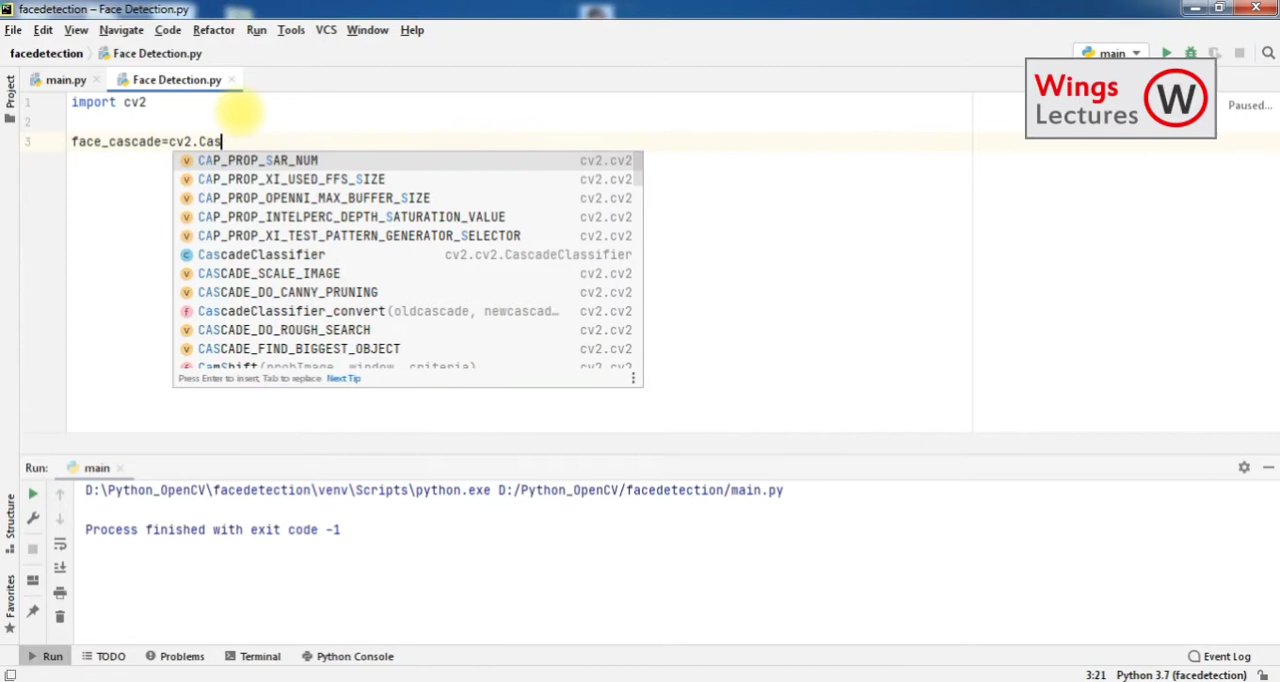 facedetection – Face Detection.py
File Edit View Navigate Code Refactor Run Tools VCS Window Help
facedetection Face Detection.py main
Wings
Lectures
W
Project
main.py Face Detection.py
Paused...
1 import cv2
2
3 face_cascade=cv2.Cas
CAP_PROP_SAR_NUM cv2.cv2
CAP_PROP_XI_USED_FFS_SIZE cv2.cv2
CAP_PROP_OPENNI_MAX_BUFFER_SIZE cv2.cv2
CAP_PROP_INTELPERC_DEPTH_SATURATION_VALUE cv2.cv2
CAP_PROP_XI_TEST_PATTERN_GENERATOR_SELECTOR cv2.cv2
CascadeClassifier cv2.cv2.CascadeClassifier
CASCADE_SCALE_IMAGE cv2.cv2
CASCADE_DO_CANNY_PRUNING cv2.cv2
CascadeClassifier_convert(oldcascade, newcascad… cv2.cv2
CASCADE_DO_ROUGH_SEARCH cv2.cv2
CASCADE_FIND_BIGGEST_OBJECT cv2.cv2
CamShift(probImage, window, criteria) cv2.cv2
Press Enter to insert, Tab to replace Next Tip
Run: main
D:\Python_OpenCV\facedetection\venv\Scripts\python.exe D:/Python_OpenCV/facedetection/main.py
Process finished with exit code -1
Structure
Favorites
Run TODO Problems Terminal Python Console Event Log
3:21 Python 3.7 (facedetection)